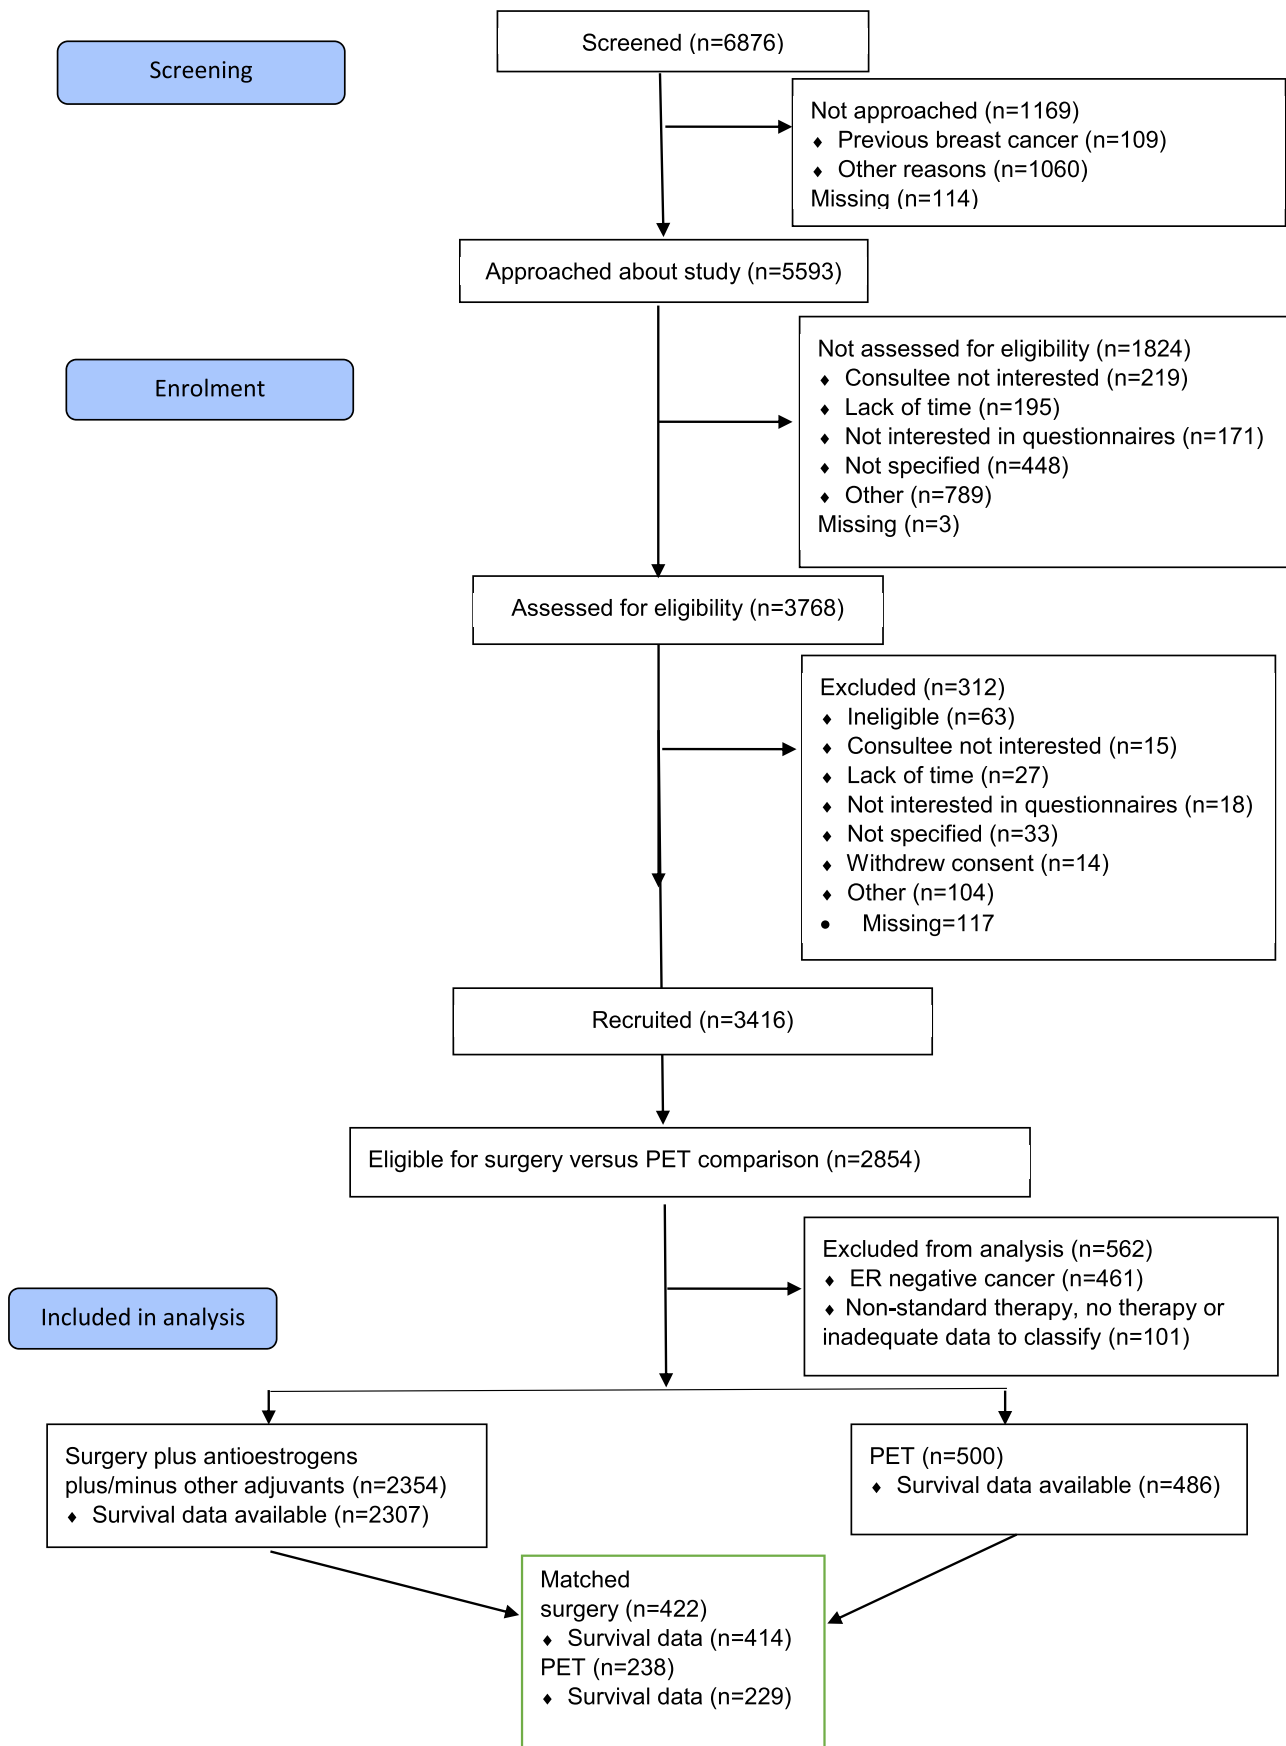 Screened (n=6876)
Screening
Not approached (n=1169)
♦ Previous breast cancer (n=109)
♦ Other reasons (n=1060)
Missing (n=114)
Approached about study (n=5593)
Enrolment
Not assessed for eligibility (n=1824)
♦ Consultee not interested (n=219)
♦ Lack of time (n=195)
♦ Not interested in questionnaires (n=171)
♦ Not specified (n=448)
♦ Other (n=789)
Missing (n=3)
Assessed for eligibility (n=3768)
Excluded (n=312)
♦ Ineligible (n=63)
♦ Consultee not interested (n=15)
♦ Lack of time (n=27)
♦ Not interested in questionnaires (n=18)
♦ Not specified (n=33)
♦ Withdrew consent (n=14)
♦ Other (n=104)
• Missing=117
Recruited (n=3416)
Eligible for surgery versus PET comparison (n=2854)
Excluded from analysis (n=562)
♦ ER negative cancer (n=461)
♦ Non-standard therapy, no therapy or
inadequate data to classify (n=101)
Included in analysis
Surgery plus antioestrogens
plus/minus other adjuvants (n=2354)
♦ Survival data available (n=2307)
PET (n=500)
♦ Survival data available (n=486)
Matched
surgery (n=422)
♦ Survival data (n=414)
PET (n=238)
♦ Survival data (n=229)